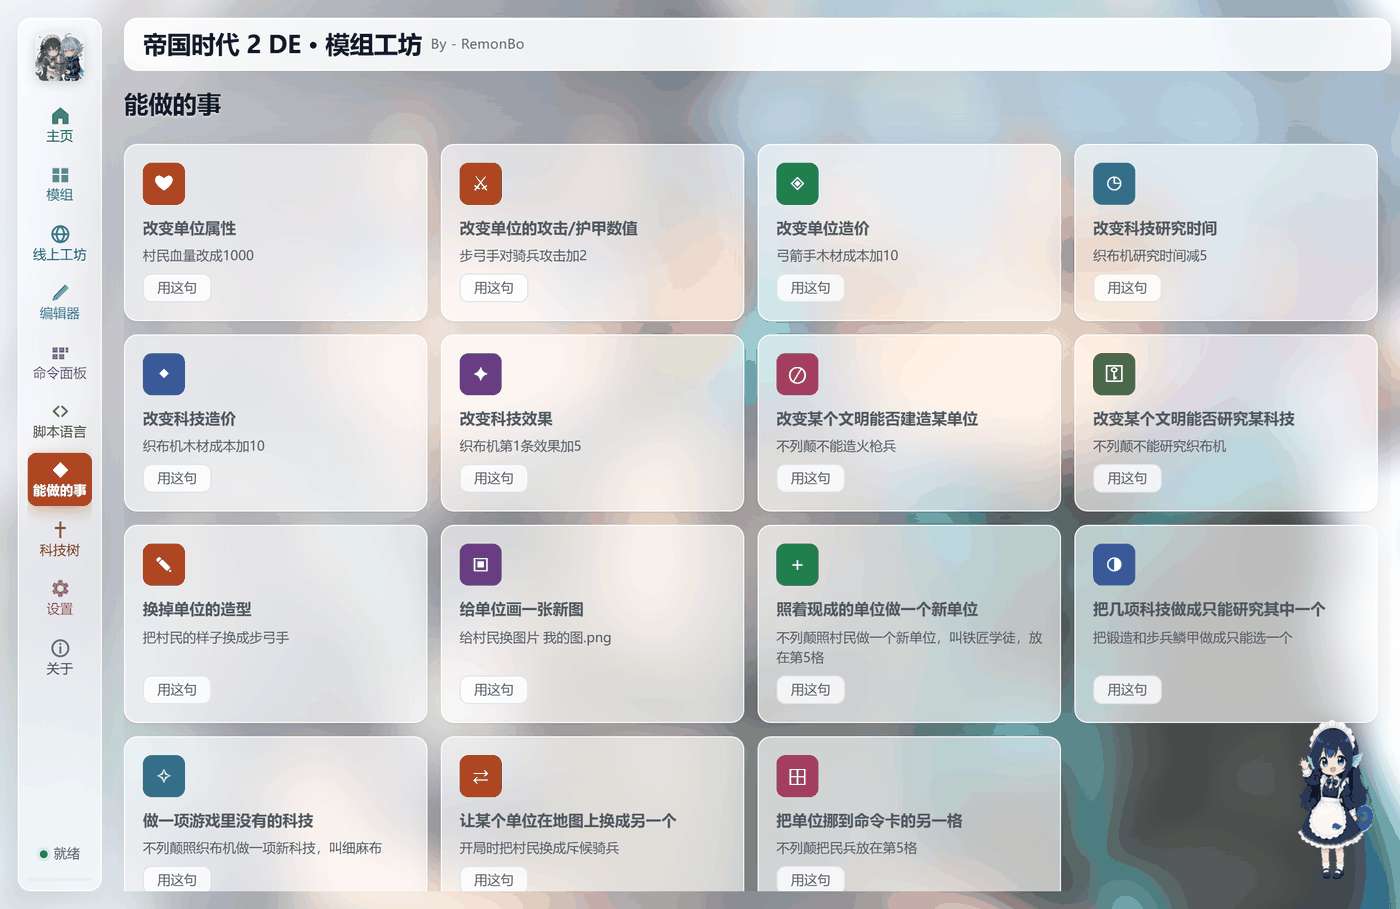 帝国时代 2 DE • 模组工坊 By - RemonBo
主页
模组
线上工坊
编辑器
命令面板
脚本语言
能做的事
科技树
设置
关于
就绪
能做的事
改变单位属性
村民血量改成1000
用这句
改变单位的攻击/护甲数值
步弓手对骑兵攻击加2
用这句
改变单位造价
弓箭手木材成本加10
用这句
改变科技研究时间
织布机研究时间减5
用这句
改变科技造价
织布机木材成本加10
用这句
改变科技效果
织布机第1条效果加5
用这句
改变某个文明能否建造某单位
不列颠不能造火枪兵
用这句
改变某个文明能否研究某科技
不列颠不能研究织布机
用这句
换掉单位的造型
把村民的样子换成步弓手
用这句
给单位画一张新图
给村民换图片 我的图.png
用这句
照着现成的单位做一个新单位
不列颠照村民做一个新单位，叫铁匠学徒，放
在第5格
用这句
把几项科技做成只能研究其中一个
把锻造和步兵鳞甲做成只能选一个
用这句
做一项游戏里没有的科技
不列颠照织布机做一项新科技，叫细麻布
用这句
让某个单位在地图上换成另一个
开局时把村民换成斥候骑兵
用这句
把单位挪到命令卡的另一格
不列颠把民兵放在第5格
用这句